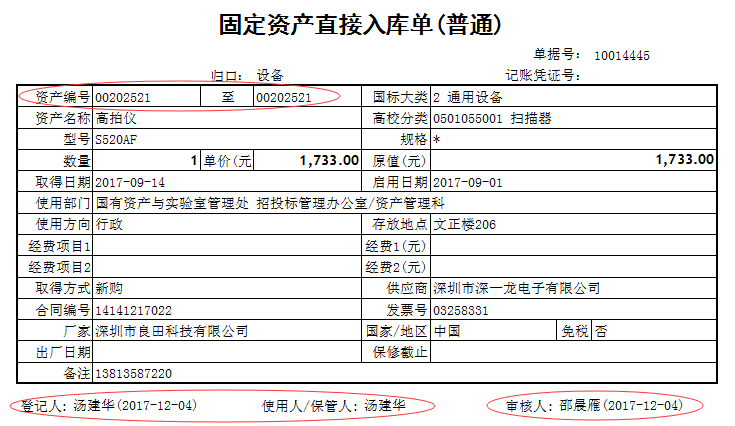 固定资产直接入库单(普通)
单据号: 10014445
归口: 设备 记账凭证号:
资产编号 00202521 至 00202521 国标大类 2 通用设备
资产名称 高拍仪 高校分类 0501055001 扫描器
型号 S520AF 规格 *
数量 1 单价(元 1,733.00 原值(元) 1,733.00
取得日期 2017-09-14 启用日期 2017-09-01
使用部门 国有资产与实验室管理处 招投标管理办公室/资产管理科
使用方向 行政 存放地点 文正楼206
经费项目1 经费1(元)
经费项目2 经费2(元)
取得方式 新购 供应商 深圳市深一龙电子有限公司
合同编号 14141217022 发票号 03258331
厂家 深圳市良田科技有限公司 国家/地区 中国 免税 否
出厂日期 保修截止
备注 13813587220
登记人: 汤建华(2017-12-04) 使用人/保管人: 汤建华 审核人: 邵晨雁(2017-12-04)